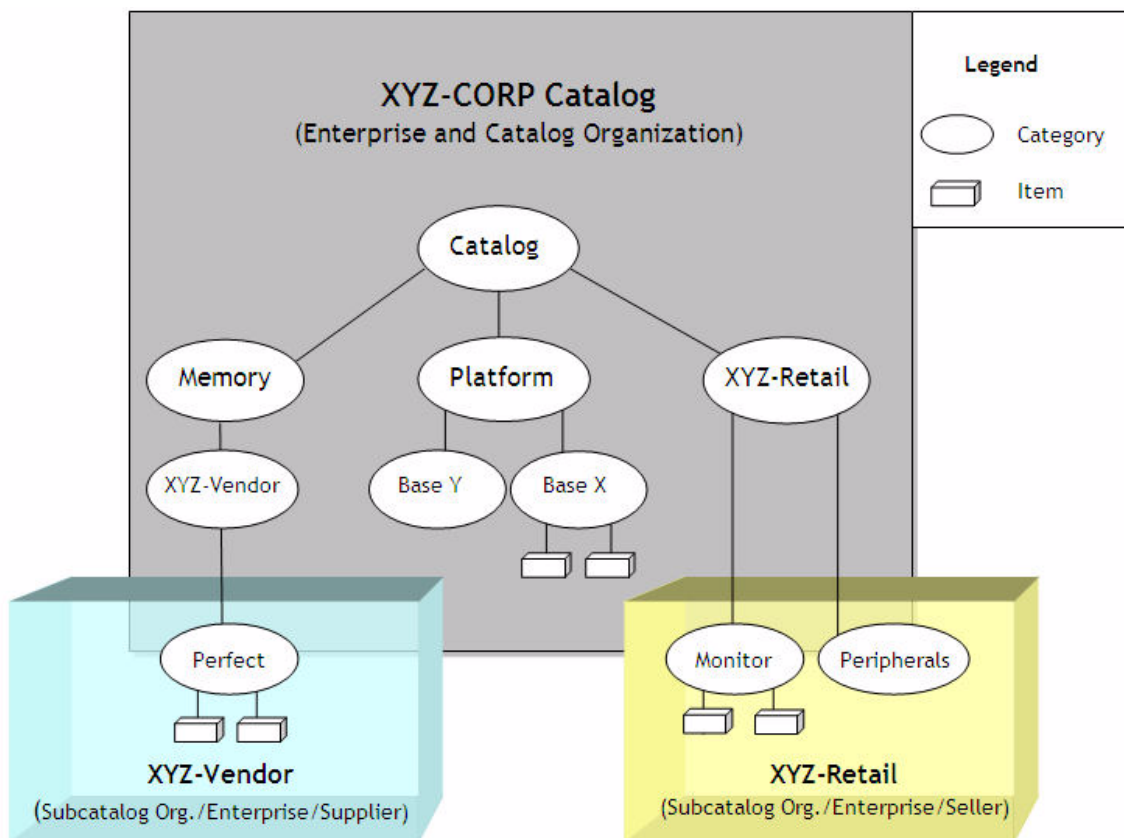 XYZ-CORP Catalog
(Enterprise and Catalog Organization)
Legend
Category
Item
Catalog
Memory
Platform
XYZ-Retail
XYZ-Vendor
Base Y
Base X
Perfect
Monitor
Peripherals
XYZ-Vendor
(Subcatalog Org./Enterprise/Supplier)
XYZ-Retail
(Subcatalog Org./Enterprise/Seller)